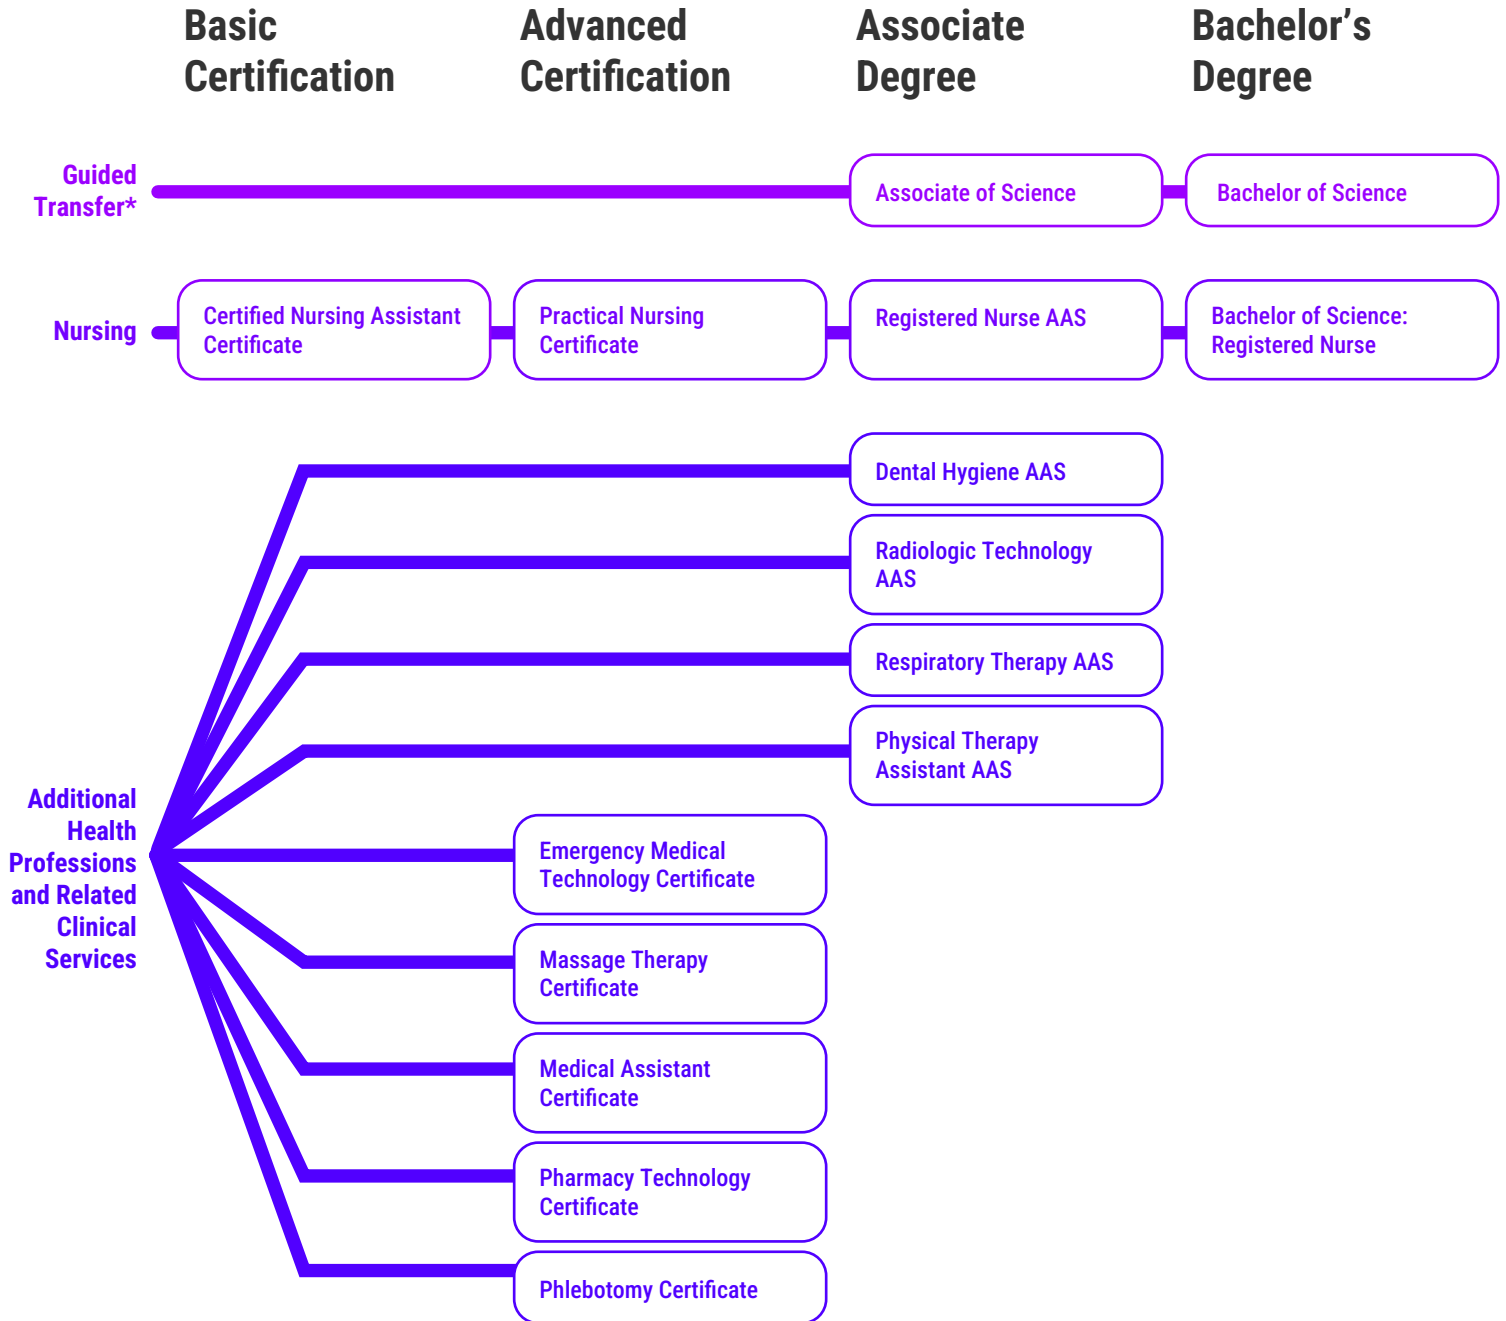 Basic
Certification
Advanced
Certification
Associate
Degree
Bachelor’s
Degree
Guided
Transfer*
Associate of Science
Bachelor of Science
Nursing
Certified Nursing Assistant
Certificate
Practical Nursing
Certificate
Registered Nurse AAS
Bachelor of Science:
Registered Nurse
Additional
Health
Professions
and Related
Clinical
Services
Dental Hygiene AAS
Radiologic Technology
AAS
Respiratory Therapy AAS
Physical Therapy
Assistant AAS
Emergency Medical
Technology Certificate
Massage Therapy
Certificate
Medical Assistant
Certificate
Pharmacy Technology
Certificate
Phlebotomy Certificate